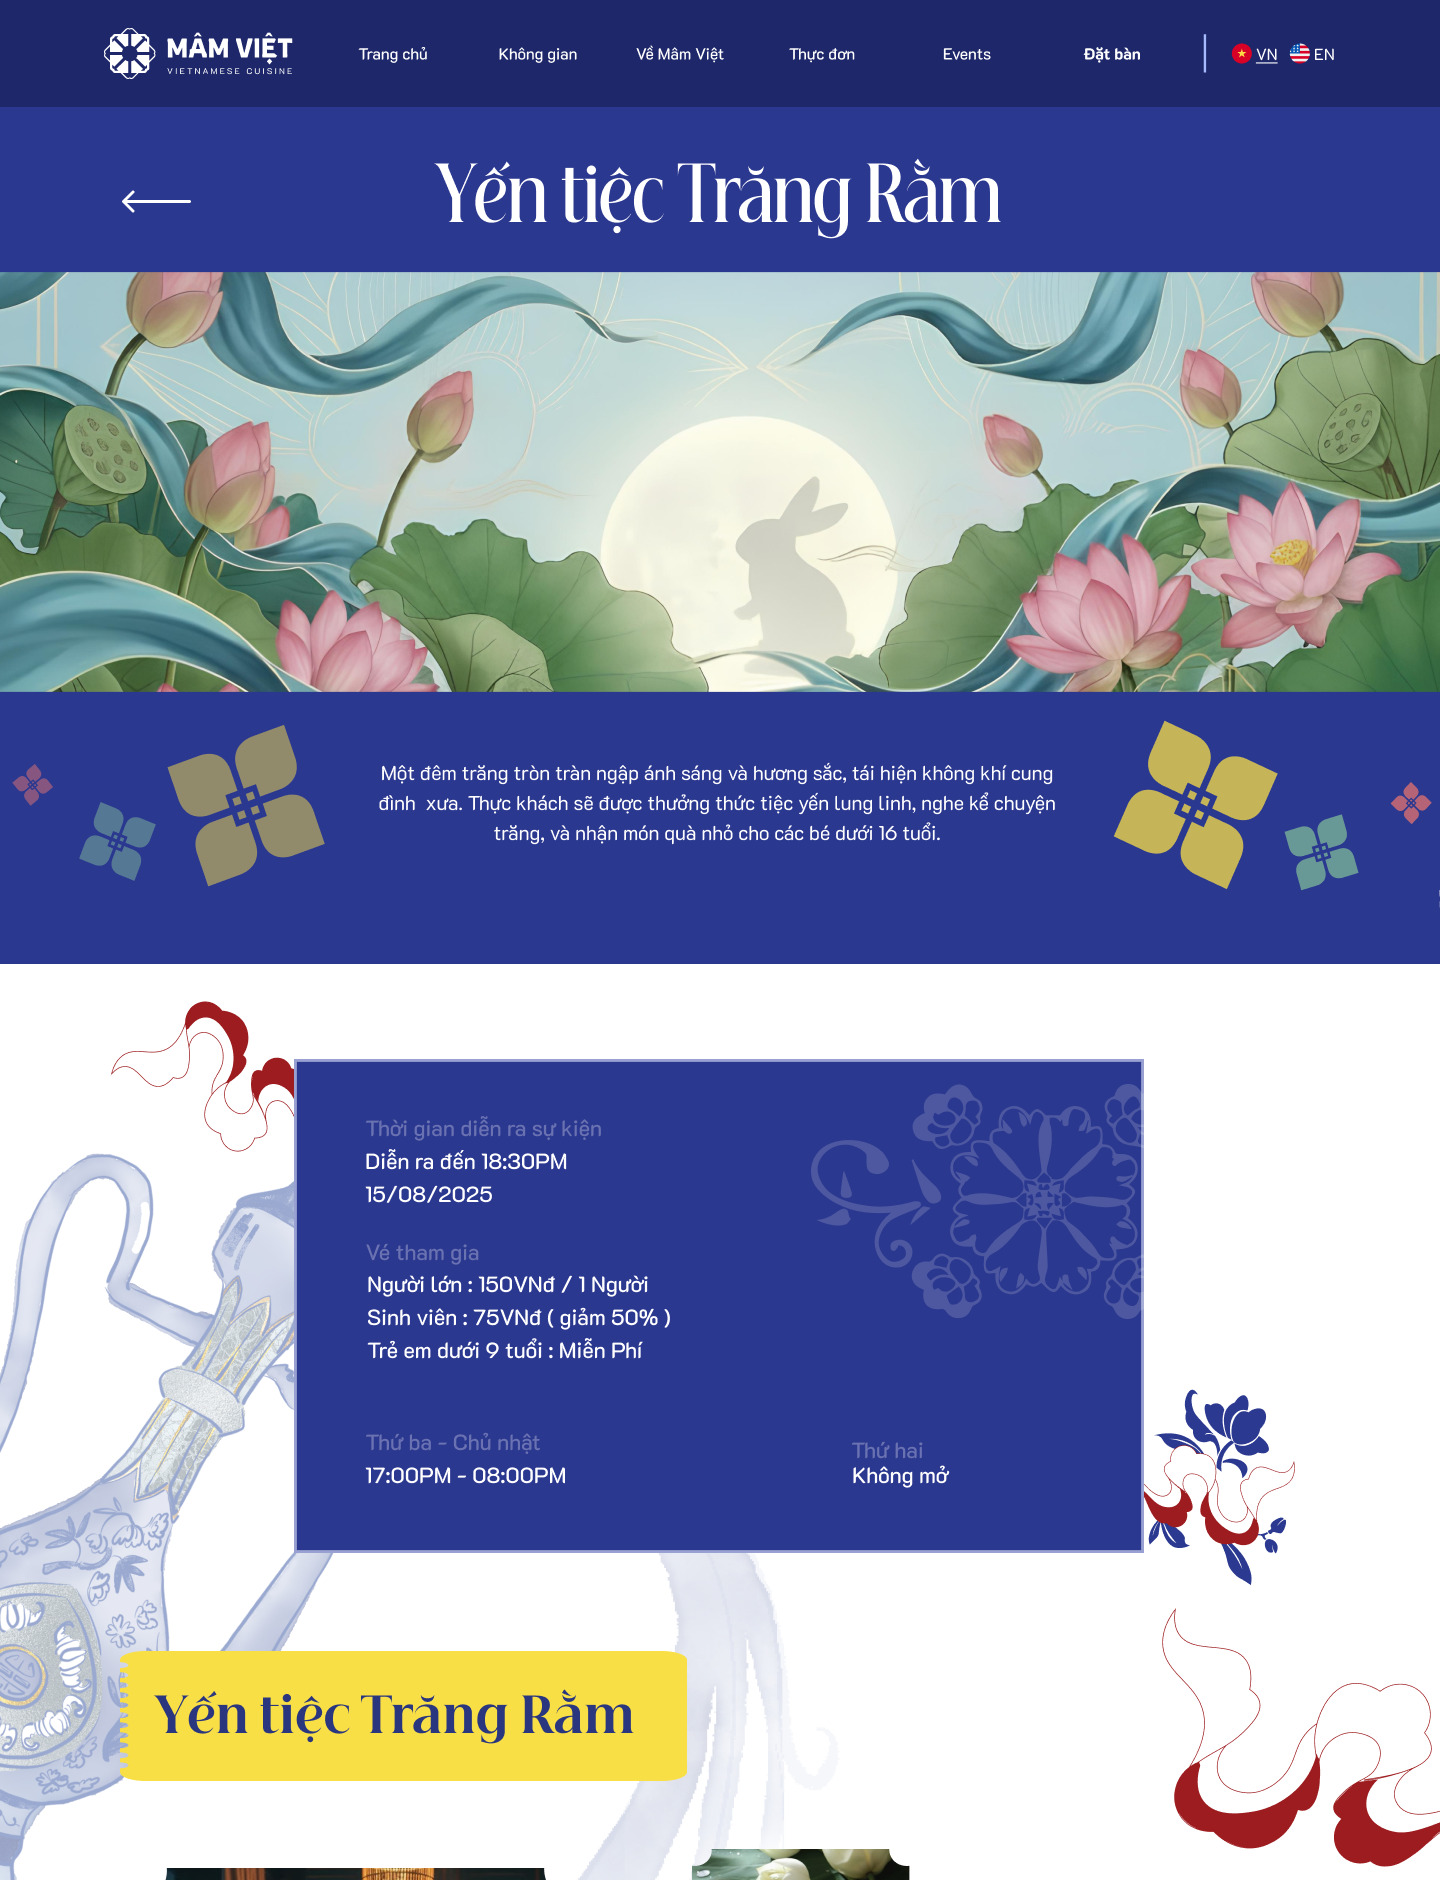 MÂM VIỆT
VIETNAMESE CUISINE
Trang chủ
Không gian
Về Mâm Việt
Thực đơn
Events
Đặt bàn
VN
EN
Yến tiệc Trăng Rằm
Một đêm trăng tròn tràn ngập ánh sáng và hương sắc, tái hiện không khí cung
đình  xưa. Thực khách sẽ được thưởng thức tiệc yến lung linh, nghe kể chuyện
trăng, và nhận món quà nhỏ cho các bé dưới 16 tuổi.
Thời gian diễn ra sự kiện
Diễn ra đến 18:30PM
15/08/2025
Vé tham gia
Người lớn : 150VNđ / 1 Người
Sinh viên : 75VNđ ( giảm 50% )
Trẻ em dưới 9 tuổi : Miễn Phí
Thứ ba - Chủ nhật
17:00PM - 08:00PM
Thứ hai
Không mở
Yến tiệc Trăng Rằm